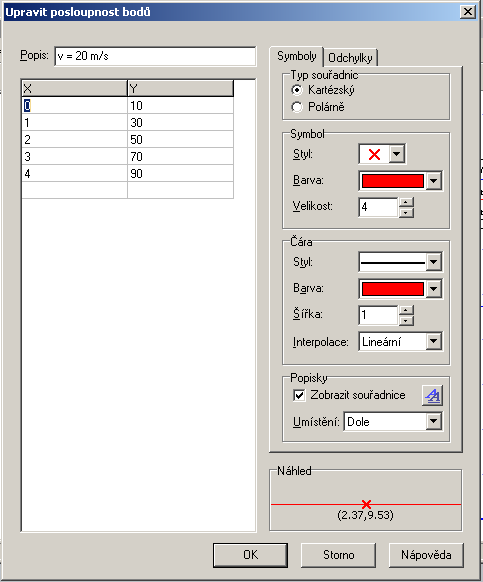 Upravit posloupnost bodů
Popis: v = 20 m/s
X Y
0 10
1 30
2 50
3 70
4 90
Symboly Odchylky
Typ souřadnic
Kartézský
Polárně
Symbol
Styl:
Barva:
Velikost: 4
Čára
Styl:
Barva:
Šířka: 1
Interpolace: Lineární
Popisky
Zobrazit souřadnice
Umístění: Dole
Náhled
(2.37,9.53)
OK Storno Nápověda